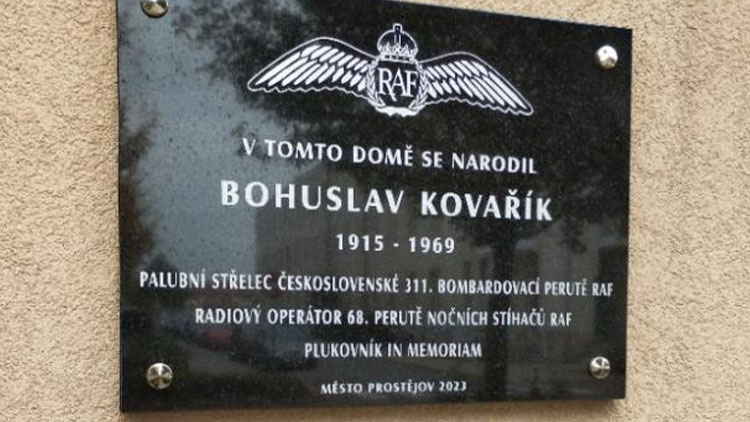 RAF
V TOMTO DOMĚ SE NARODIL
BOHUSLAV KOVAŘÍK
1915 - 1969
PALUBNÍ STŘELEC ČESKOSLOVENSKÉ 311. BOMBARDOVACÍ PERUTĚ RAF
RADIOVÝ OPERÁTOR 68. PERUTĚ NOČNÍCH STÍHAČŮ RAF
PLUKOVNÍK IN MEMORIAM
MĚSTO PROSTĚJOV 2023